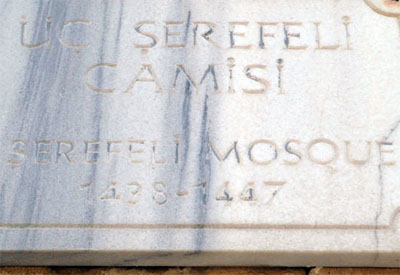 ÜÇ ŞEREFELİ
CAMİSİ
ŞEREFELİ MOSQUE
1438-1447